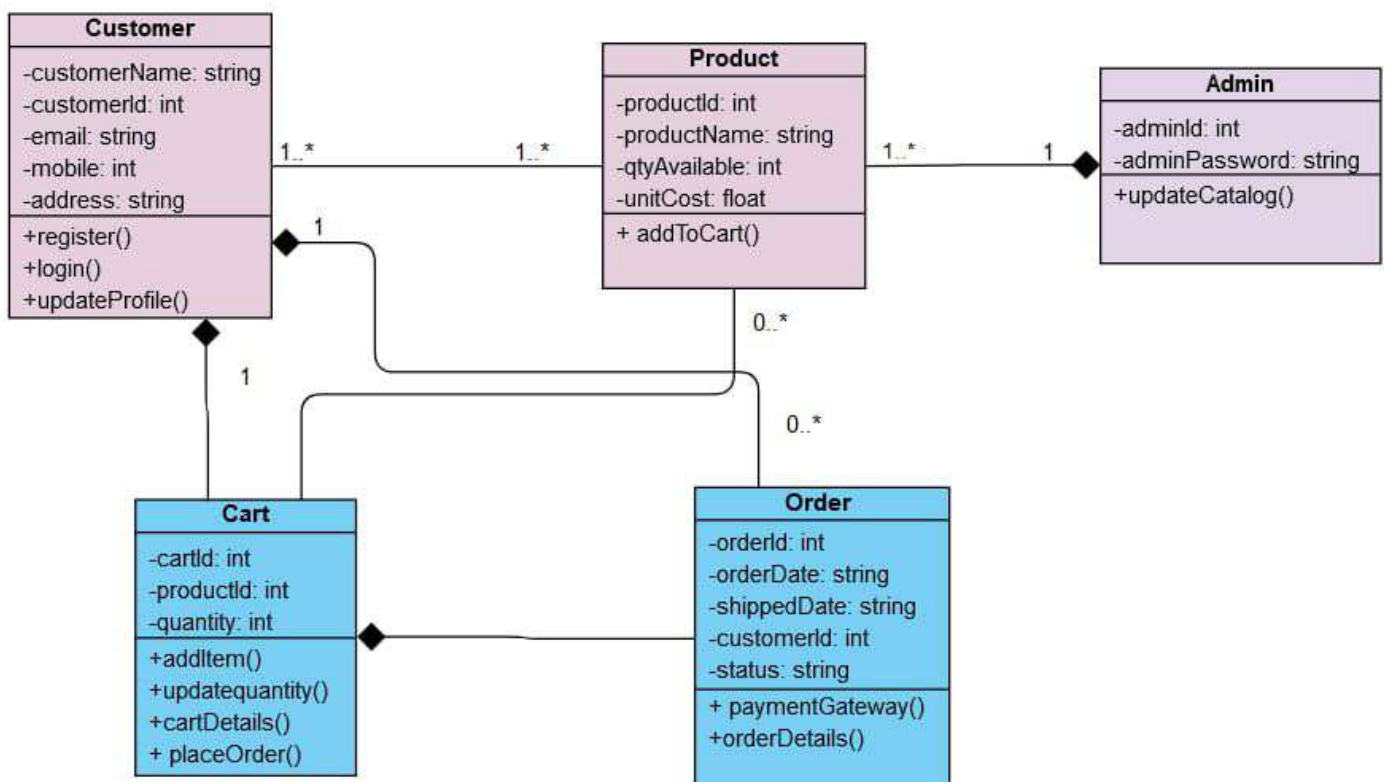 Customer
-customerName: string
-customerId: int
-email: string
-mobile: int
-address: string
+register()
+login()
+updateProfile()
1..*
1..*
Product
-productId: int
-productName: string
-qtyAvailable: int
-unitCost: float
+ addToCart()
1..*
1
Admin
-adminId: int
-adminPassword: string
+updateCatalog()
1
1
0..*
0..*
Cart
-cartId: int
-productId: int
-quantity: int
+addItem()
+updatequantity()
+cartDetails()
+ placeOrder()
Order
-orderId: int
-orderDate: string
-shippedDate: string
-customerId: int
-status: string
+ paymentGateway()
+orderDetails()